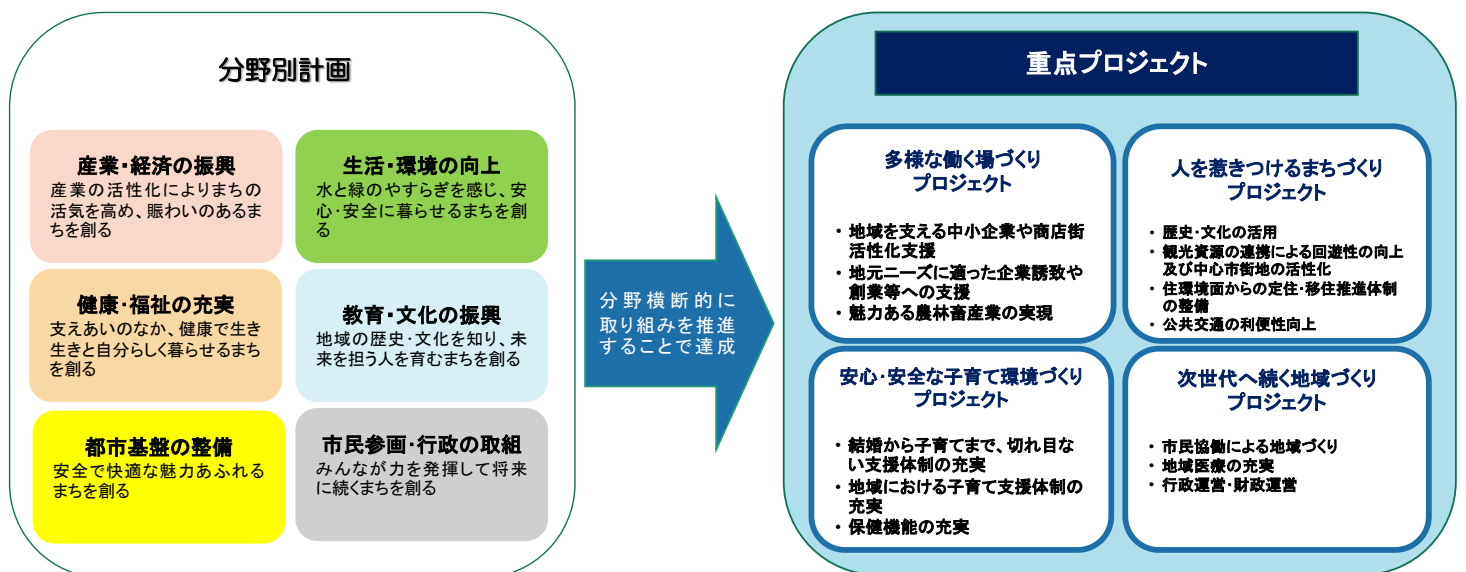 分野別計画
産業・経済の振興
産業の活性化によりまちの
活気を高め、賑わいのあるま
ちを創る
生活・環境の向上
水と緑のやすらぎを感じ、安
心・安全に暮らせるまちを創
る
健康・福祉の充実
支えあいのなか、健康で生き
生きと自分らしく暮らせるまち
を創る
教育・文化の振興
地域の歴史・文化を知り、未
来を担う人を育むまちを創る
都市基盤の整備
安全で快適な魅力あふれる
まちを創る
市民参画・行政の取組
みんなが力を発揮して将来
に続くまちを創る
分野横断的に
取り組みを推進
することで達成
重点プロジェクト
多様な働く場づくり
プロジェクト
・地域を支える中小企業や商店街
活性化支援
・地元ニーズに適った企業誘致や
創業等への支援
・魅力ある農林畜産業の実現
人を惹きつけるまちづくり
プロジェクト
・歴史・文化の活用
・観光資源の連携による回遊性の向上
及び中心市街地の活性化
・住環境面からの定住・移住推進体制
の整備
・公共交通の利便性向上
安心・安全な子育て環境づくり
プロジェクト
・結婚から子育てまで、切れ目な
い支援体制の充実
・地域における子育て支援体制の
充実
・保健機能の充実
次世代へ続く地域づくり
プロジェクト
・市民協働による地域づくり
・地域医療の充実
・行政運営・財政運営